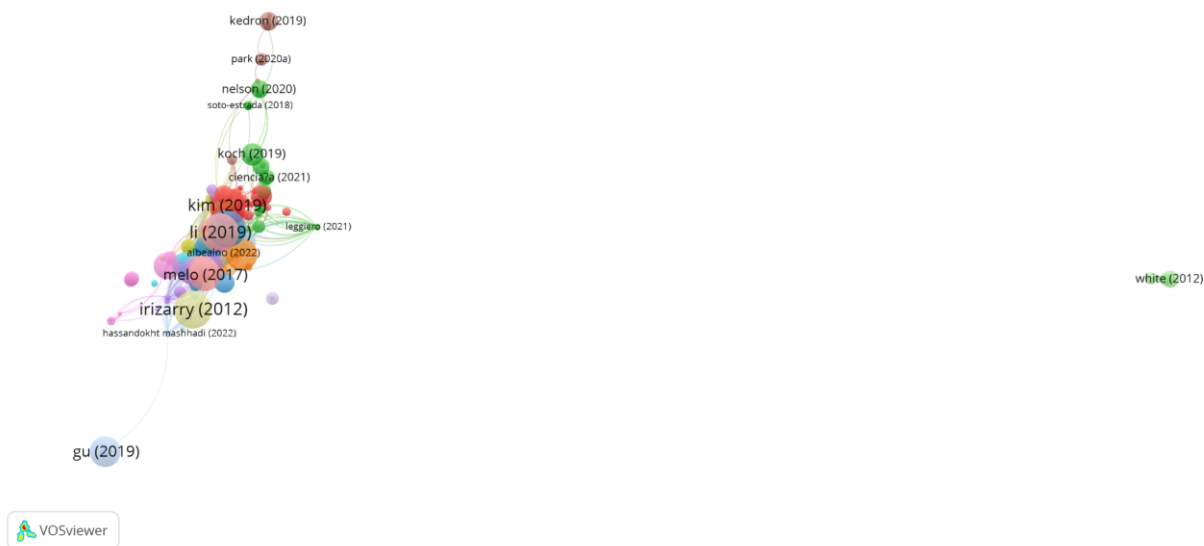 kedron (2019)
park (2020a)
nelson (2020)
soto-estrada (2018)
koch (2019)
ciencia?a (2021)
kim (2019)
leggiero (2021)
li (2019)
albeaino (2022)
melo (2017)
white (2012)
irizarry (2012)
hassandokht mashhadi (2022)
gu (2019)
VOSviewer